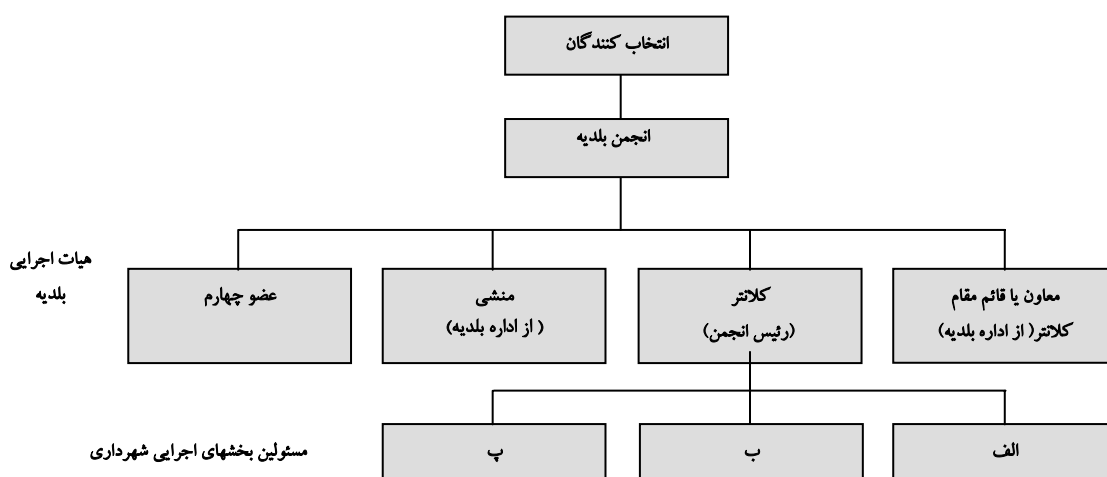 انتخاب کنندگان
انجمن بلدیه
هیات اجرایی
بلدیه
معاون یا قائم مقام
کلانتر( از اداره بلدیه)
کلانتر
(رئیس انجمن)
منشی
( از اداره بلدیه)
عضو چهارم
مسئولین بخشهای اجرایی شهرداری
الف
ب
پ